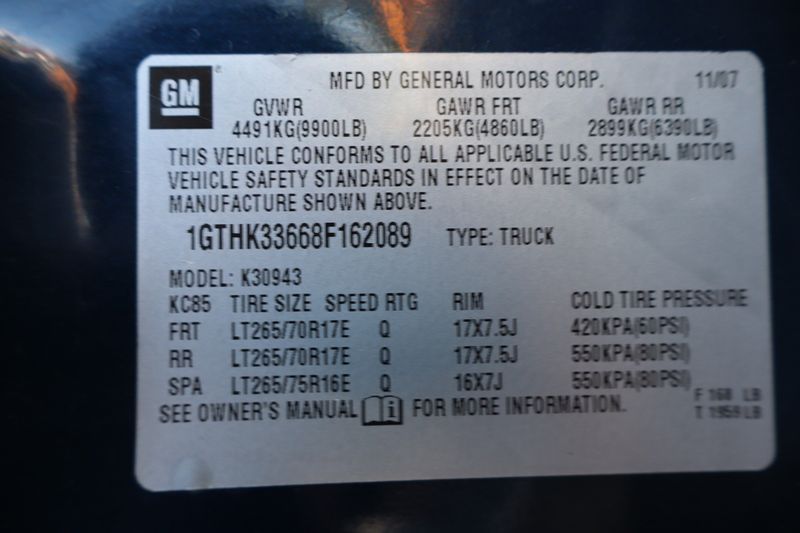 GM
MFD BY GENERAL MOTORS CORP. 11/07
GVWR GAWR FRT GAWR RR
4491KG(9900LB) 2205KG(4860LB) 2899KG(6390LB)
THIS VEHICLE CONFORMS TO ALL APPLICABLE U.S. FEDERAL MOTOR
VEHICLE SAFETY STANDARDS IN EFFECT ON THE DATE OF
MANUFACTURE SHOWN ABOVE.
1GTHK33668F162089 TYPE: TRUCK
MODEL: K30943
KC85 TIRE SIZE SPEED RTG RIM COLD TIRE PRESSURE
FRT LT265/70R17E Q 17X7.5J 420KPA(60PSI)
RR LT265/70R17E Q 17X7.5J 550KPA(80PSI)
SPA LT265/75R16E Q 16X7J 550KPA(80PSI)
SEE OWNER'S MANUAL i FOR MORE INFORMATION.
F 168 LB
T 1959 LB